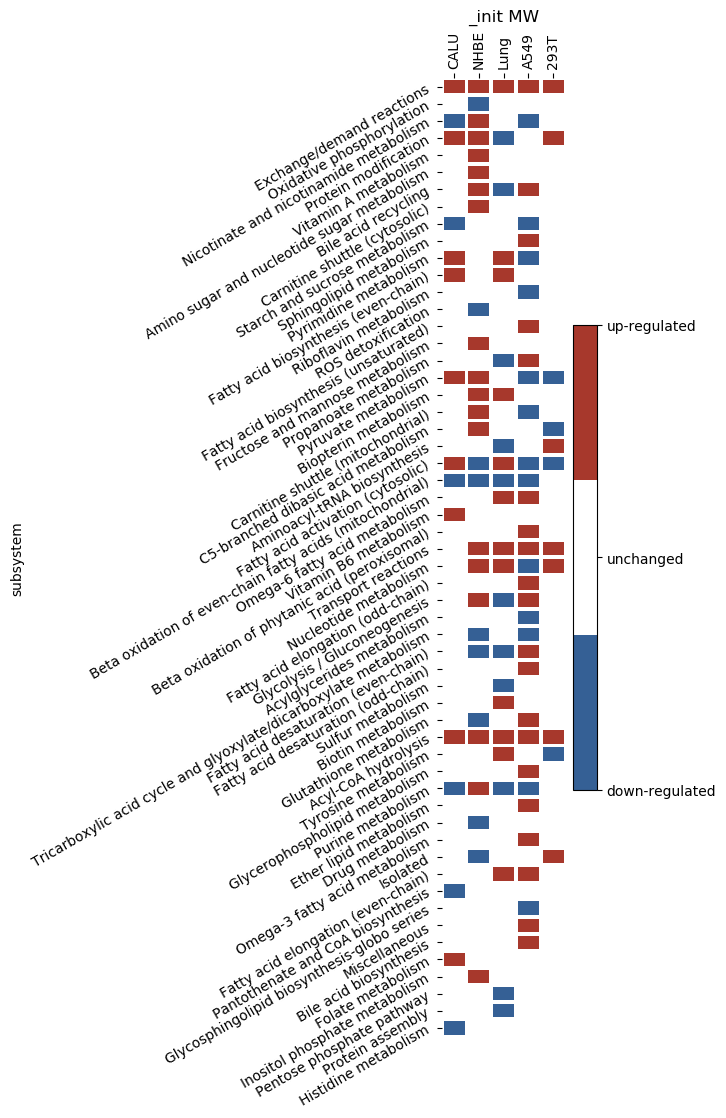 _init MW
CALU
NHBE
Lung
A549
293T
Exchange/demand reactions
Oxidative phosphorylation
Nicotinate and nicotinamide metabolism
Protein modification
Vitamin A metabolism
Amino sugar and nucleotide sugar metabolism
Bile acid recycling
Carnitine shuttle (cytosolic)
Starch and sucrose metabolism
Sphingolipid metabolism
Pyrimidine metabolism
Fatty acid biosynthesis (even-chain)
Riboflavin metabolism
ROS detoxification
Fatty acid biosynthesis (unsaturated)
Fructose and mannose metabolism
Propanoate metabolism
Pyruvate metabolism
Biopterin metabolism
Carnitine shuttle (mitochondrial)
C5-branched dibasic acid metabolism
Aminoacyl-tRNA biosynthesis
Fatty acid activation (cytosolic)
Beta oxidation of even-chain fatty acids (mitochondrial)
Omega-6 fatty acid metabolism
Vitamin B6 metabolism
Beta oxidation of phytanic acid (peroxisomal)
Transport reactions
Nucleotide metabolism
Fatty acid elongation (odd-chain)
Glycolysis / Gluconeogenesis
Acylglycerides metabolism
Tricarboxylic acid cycle and glyoxylate/dicarboxylate metabolism
Fatty acid desaturation (even-chain)
Fatty acid desaturation (odd-chain)
Sulfur metabolism
Biotin metabolism
Glutathione metabolism
Acyl-CoA hydrolysis
Tyrosine metabolism
Glycerophospholipid metabolism
Purine metabolism
Ether lipid metabolism
Drug metabolism
Omega-3 fatty acid metabolism
Isolated
Fatty acid elongation (even-chain)
Pantothenate and CoA biosynthesis
Glycosphingolipid biosynthesis-globo series
Miscellaneous
Bile acid biosynthesis
Folate metabolism
Inositol phosphate metabolism
Pentose phosphate pathway
Protein assembly
Histidine metabolism
subsystem
up-regulated
unchanged
down-regulated